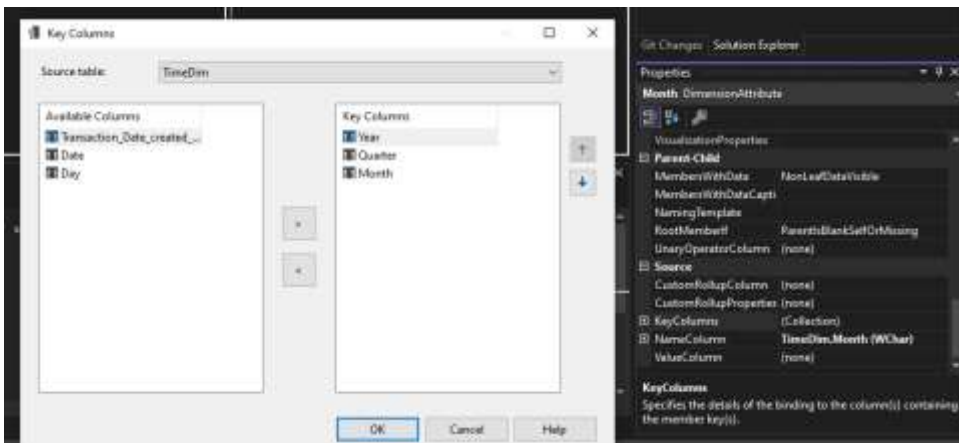 Key Columns
Source table: TimeDim
Available Columns
Transaction_Date_created_...
Date
Day
Key Columns
Year
Quarter
Month
>
<
OK Cancel Help
Git Changes Solution Explorer
Properties
Month DimensionAttribute
VisualizationProperties
Parent-Child
MembersWithData NonLeafDataVisible
MembersWithDataCapti
NamingTemplate
RootMemberIf ParentIsBlankSelfOrMissing
UnaryOperatorColumn (none)
Source
CustomRollupColumn (none)
CustomRollupProperties (none)
KeyColumns (Collection)
NameColumn TimeDim.Month (WChar)
ValueColumn (none)
KeyColumns
Specifies the details of the binding to the column(s) containing
the member key(s).